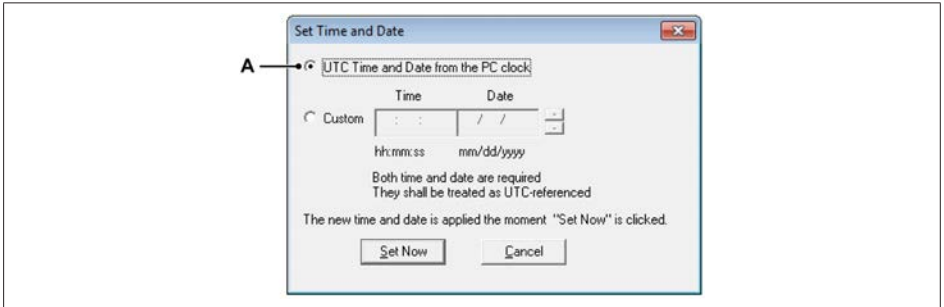 Set Time and Date
A
UTC Time and Date from the PC clock
Time Date
Custom : : / /
hh:mm:ss mm/dd/yyyy
Both time and date are required
They shall be treated as UTC-referenced
The new time and date is applied the moment "Set Now" is clicked.
Set Now Cancel